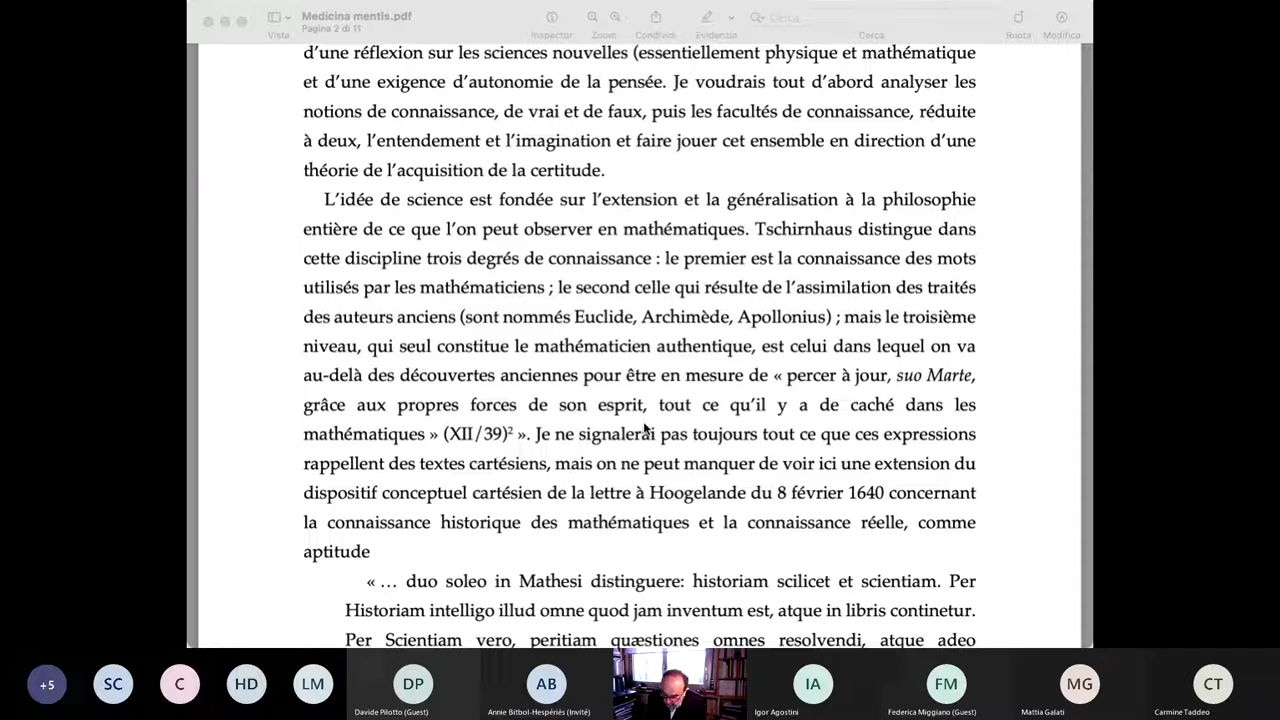 Medicina mentis.pdf
Pagina 2 di 11
Vista
Inspector
Zoom
Condividi
Evidenzia
Cerca
Cerca
Ruota
Modifica
d’une réflexion sur les sciences nouvelles (essentiellement physique et mathématique
et d’une exigence d’autonomie de la pensée. Je voudrais tout d’abord analyser les
notions de connaissance, de vrai et de faux, puis les facultés de connaissance, réduite
à deux, l’entendement et l’imagination et faire jouer cet ensemble en direction d’une
théorie de l’acquisition de la certitude.
L’idée de science est fondée sur l’extension et la généralisation à la philosophie
entière de ce que l’on peut observer en mathématiques. Tschirnhaus distingue dans
cette discipline trois degrés de connaissance : le premier est la connaissance des mots
utilisés par les mathématiciens ; le second celle qui résulte de l’assimilation des traités
des auteurs anciens (sont nommés Euclide, Archimède, Apollonius) ; mais le troisième
niveau, qui seul constitue le mathématicien authentique, est celui dans lequel on va
au-delà des découvertes anciennes pour être en mesure de « percer à jour, suo Marte,
grâce aux propres forces de son esprit, tout ce qu’il y a de caché dans les
mathématiques » (XII/39)² ». Je ne signalerai pas toujours tout ce que ces expressions
rappellent des textes cartésiens, mais on ne peut manquer de voir ici une extension du
dispositif conceptuel cartésien de la lettre à Hoogelande du 8 février 1640 concernant
la connaissance historique des mathématiques et la connaissance réelle, comme
aptitude
« … duo soleo in Mathesi distinguere: historiam scilicet et scientiam. Per
Historiam intelligo illud omne quod jam inventum est, atque in libris continetur.
Per Scientiam vero, peritiam quæstiones omnes resolvendi, atque adeo
+5
SC
C
HD
LM
DP
AB
IA
FM
MG
CT
Davide Pilotto (Guest)
Annie Bitbol-Hespériès (Invité)
Igor Agostini
Federica Miggiano (Guest)
Mattia Galati
Carmine Taddeo